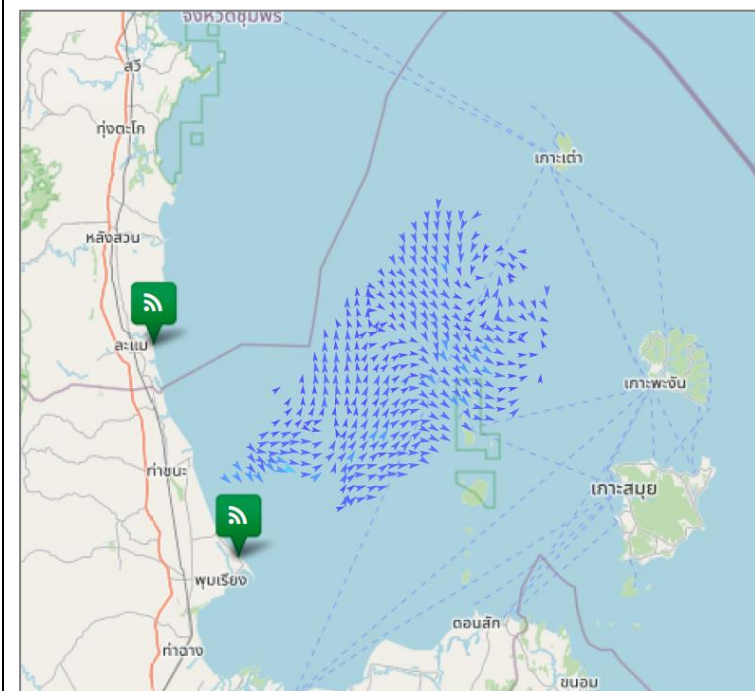 จังหวัดชุมพร
สวี
ทุ่งตะโก
เกาะเต่า
หลังสวน
ละแม
เกาะพะงัน
ท่าชนะ
เกาะสมุย
พุมเรียง
ดอนสัก
ท่าฉาง
ขนอม